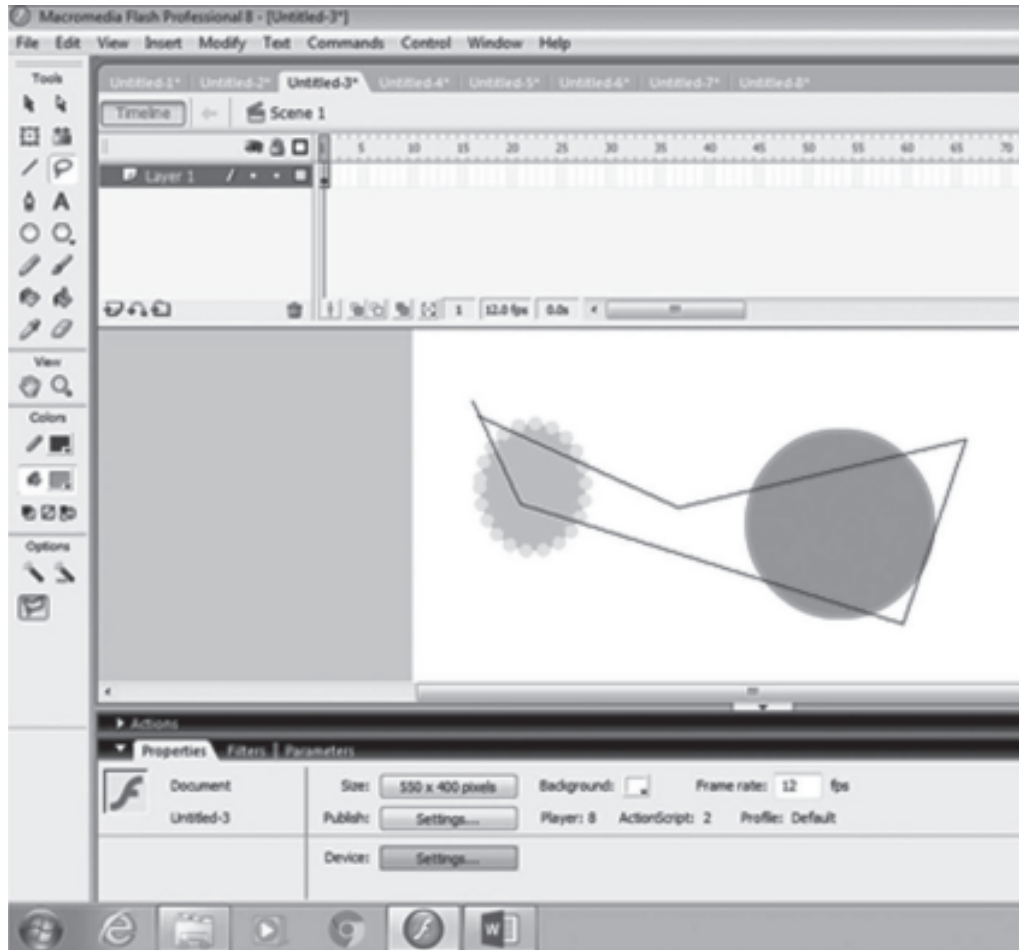 Macromedia Flash Professional 8 - [Untitled-3*]
File Edit View Insert Modify Text Commands Control Window Help
Tools
Untitled-1* Untitled-2* Untitled-3* Untitled-4* Untitled-5* Untitled-6* Untitled-7* Untitled-8*
Timeline Scene 1
1 5 10 15 20 25 30 35 40 45 50 55 60 65 70
Layer 1
A
1 12.0 fps 0.0s
View
Colors
Options
Actions
Properties Filters Parameters
Document Size: 550 x 400 pixels Background: Frame rate: 12 fps
Untitled-3 Publish: Settings... Player: 8 ActionScript: 2 Profile: Default
Device: Settings...
W